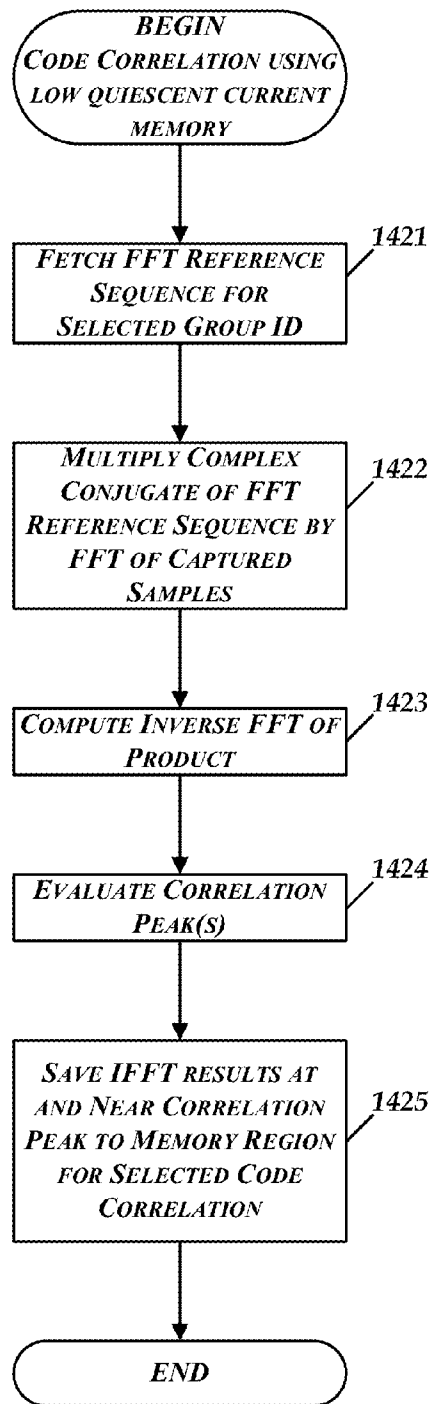 BEGIN
CODE CORRELATION USING
LOW QUIESCENT CURRENT
MEMORY
1421
FETCH FFT REFERENCE
SEQUENCE FOR
SELECTED GROUP ID
1422
MULTIPLY COMPLEX
CONJUGATE OF FFT
REFERENCE SEQUENCE BY
FFT OF CAPTURED
SAMPLES
1423
COMPUTE INVERSE FFT OF
PRODUCT
1424
EVALUATE CORRELATION
PEAK(S)
1425
SAVE IFFT RESULTS AT
AND NEAR CORRELATION
PEAK TO MEMORY REGION
FOR SELECTED CODE
CORRELATION
END